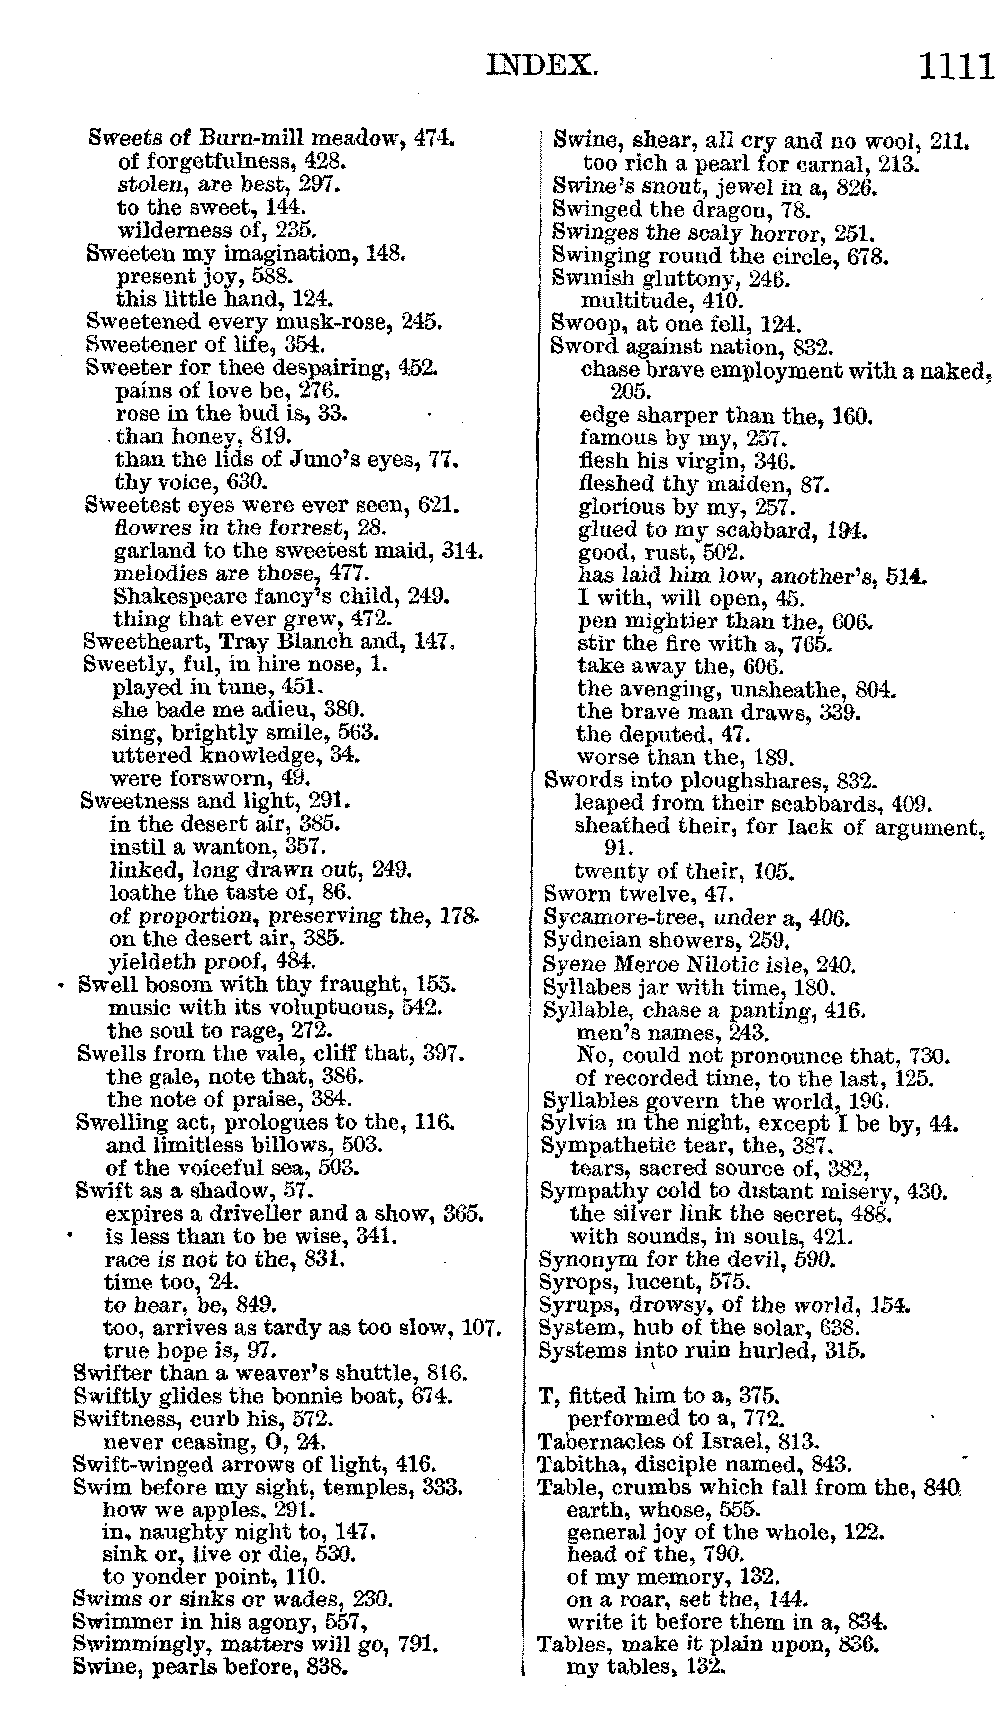 INDEX. 1111
Sweets of Burn-mill meadow, 474.
of forgetfulness, 428.
stolen, are best, 297.
to the sweet, 144.
wilderness of, 235.
Sweeten my imagination, 148.
present joy, 588.
this little hand, 124.
Sweetened every musk-rose, 245.
Sweetener of life, 354.
Sweeter for thee despairing, 452.
pains of love be, 276.
rose in the bud is, 33.
than honey, 819.
than the lids of Juno's eyes, 77.
thy voice, 630.
Sweetest eyes were ever seen, 621.
flowres in the forrest, 28.
garland to the sweetest maid, 314.
melodies are those, 477.
Shakespeare fancy's child, 249.
thing that ever grew, 472.
Sweetheart, Tray Blanch and, 147.
Sweetly, ful, in hire nose, 1.
played in tune, 451.
she bade me adieu, 380.
sing, brightly smile, 563.
uttered knowledge, 34.
were forsworn, 49.
Sweetness and light, 291.
in the desert air, 385.
instil a wanton, 357.
linked, long drawn out, 249.
loathe the taste of, 86.
of proportion, preserving the, 178.
on the desert air, 385.
yieldeth proof, 484.
Swell bosom with thy fraught, 155.
music with its voluptuous, 542.
the soul to rage, 272.
Swells from the vale, cliff that, 397.
the gale, note that, 386.
the note of praise, 384.
Swelling act, prologues to the, 116.
and limitless billows, 503.
of the voiceful sea, 503.
Swift as a shadow, 57.
expires a driveller and a show, 365.
is less than to be wise, 341.
race is not to the, 831.
time too, 24.
to hear, be, 849.
too, arrives as tardy as too slow, 107.
true hope is, 97.
Swifter than a weaver's shuttle, 816.
Swiftly glides the bonnie boat, 674.
Swiftness, curb his, 572.
never ceasing, O, 24.
Swift-winged arrows of light, 416.
Swim before my sight, temples, 333.
how we apples, 291.
in, naughty night to, 147.
sink or, live or die, 530.
to yonder point, 110.
Swims or sinks or wades, 230.
Swimmer in his agony, 557,
Swimmingly, matters will go, 791.
Swine, pearls before, 838.
Swine, shear, all cry and no wool, 211.
too rich a pearl for carnal, 213.
Swine's snout, jewel in a, 826.
Swinged the dragon, 78.
Swinges the scaly horror, 251.
Swinging round the circle, 678.
Swinish gluttony, 246.
multitude, 410.
Swoop, at one fell, 124.
Sword against nation, 832.
chase brave employment with a naked,
205.
edge sharper than the, 160.
famous by my, 257.
flesh his virgin, 346.
fleshed thy maiden, 87.
glorious by my, 257.
glued to my scabbard, 194.
good, rust, 502.
has laid him low, another's, 514.
I with, will open, 45.
pen mightier than the, 606.
stir the fire with a, 765.
take away the, 606.
the avenging, unsheathe, 804.
the brave man draws, 339.
the deputed, 47.
worse than the, 189.
Swords into ploughshares, 832.
leaped from their scabbards, 409.
sheathed their, for lack of argument,
91.
twenty of their, 105.
Sworn twelve, 47.
Sycamore-tree, under a, 406.
Sydneian showers, 259.
Syene Meroe Nilotic isle, 240.
Syllabes jar with time, 180.
Syllable, chase a panting, 416.
men's names, 243.
No, could not pronounce that, 730.
of recorded time, to the last, 125.
Syllables govern the world, 196.
Sylvia in the night, except I be by, 44.
Sympathetic tear, the, 387.
tears, sacred source of, 382,
Sympathy cold to distant misery, 430.
the silver link the secret, 488.
with sounds, in souls, 421.
Synonym for the devil, 590.
Syrops, lucent, 575.
Syrups, drowsy, of the world, 154.
System, hub of the solar, 638.
Systems into ruin hurled, 315.
T, fitted him to a, 375.
performed to a, 772.
Tabernacles of Israel, 813.
Tabitha, disciple named, 843.
Table, crumbs which fall from the, 840.
earth, whose, 555.
general joy of the whole, 122.
head of the, 790.
of my memory, 132.
on a roar, set the, 144.
write it before them in a, 834.
Tables, make it plain upon, 836.
my tables, 132.